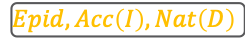 Epid, Acc(I), Nat(D)